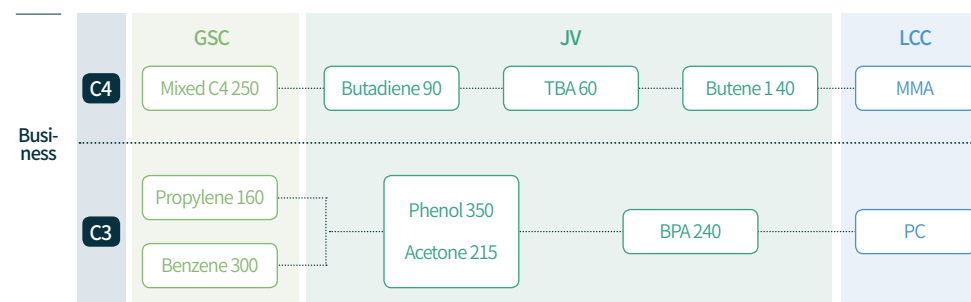 GSC
JV
LCC
Busi-
ness
C4
Mixed C4 250
Butadiene 90
TBA 60
Butene 1 40
MMA
C3
Propylene 160
Benzene 300
Phenol 350
Acetone 215
BPA 240
PC